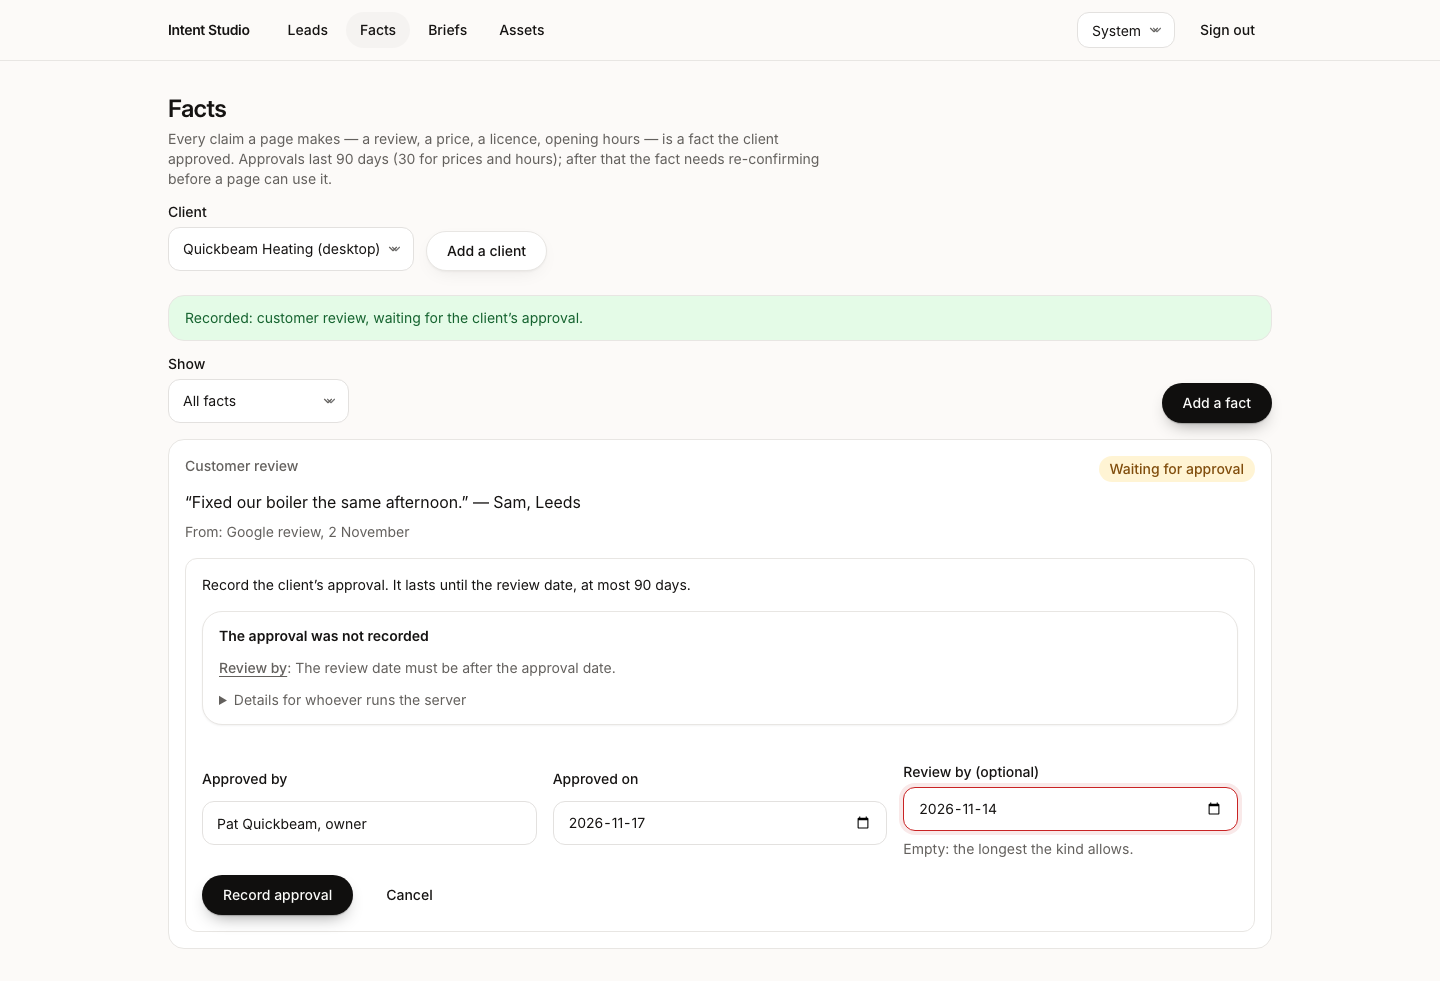 Intent Studio
Leads
Facts
Briefs
Assets
System
Sign out
Facts
Every claim a page makes — a review, a price, a licence, opening hours — is a fact the client
approved. Approvals last 90 days (30 for prices and hours); after that the fact needs re-confirming
before a page can use it.
Client
Quickbeam Heating (desktop)
Add a client
Recorded: customer review, waiting for the client’s approval.
Show
All facts
Add a fact
Customer review
Waiting for approval
“Fixed our boiler the same afternoon.” — Sam, Leeds
From: Google review, 2 November
Record the client’s approval. It lasts until the review date, at most 90 days.
The approval was not recorded
Review by: The review date must be after the approval date.
Details for whoever runs the server
Approved by
Pat Quickbeam, owner
Approved on
2026-11-17
Review by (optional)
2026-11-14
Empty: the longest the kind allows.
Record approval
Cancel